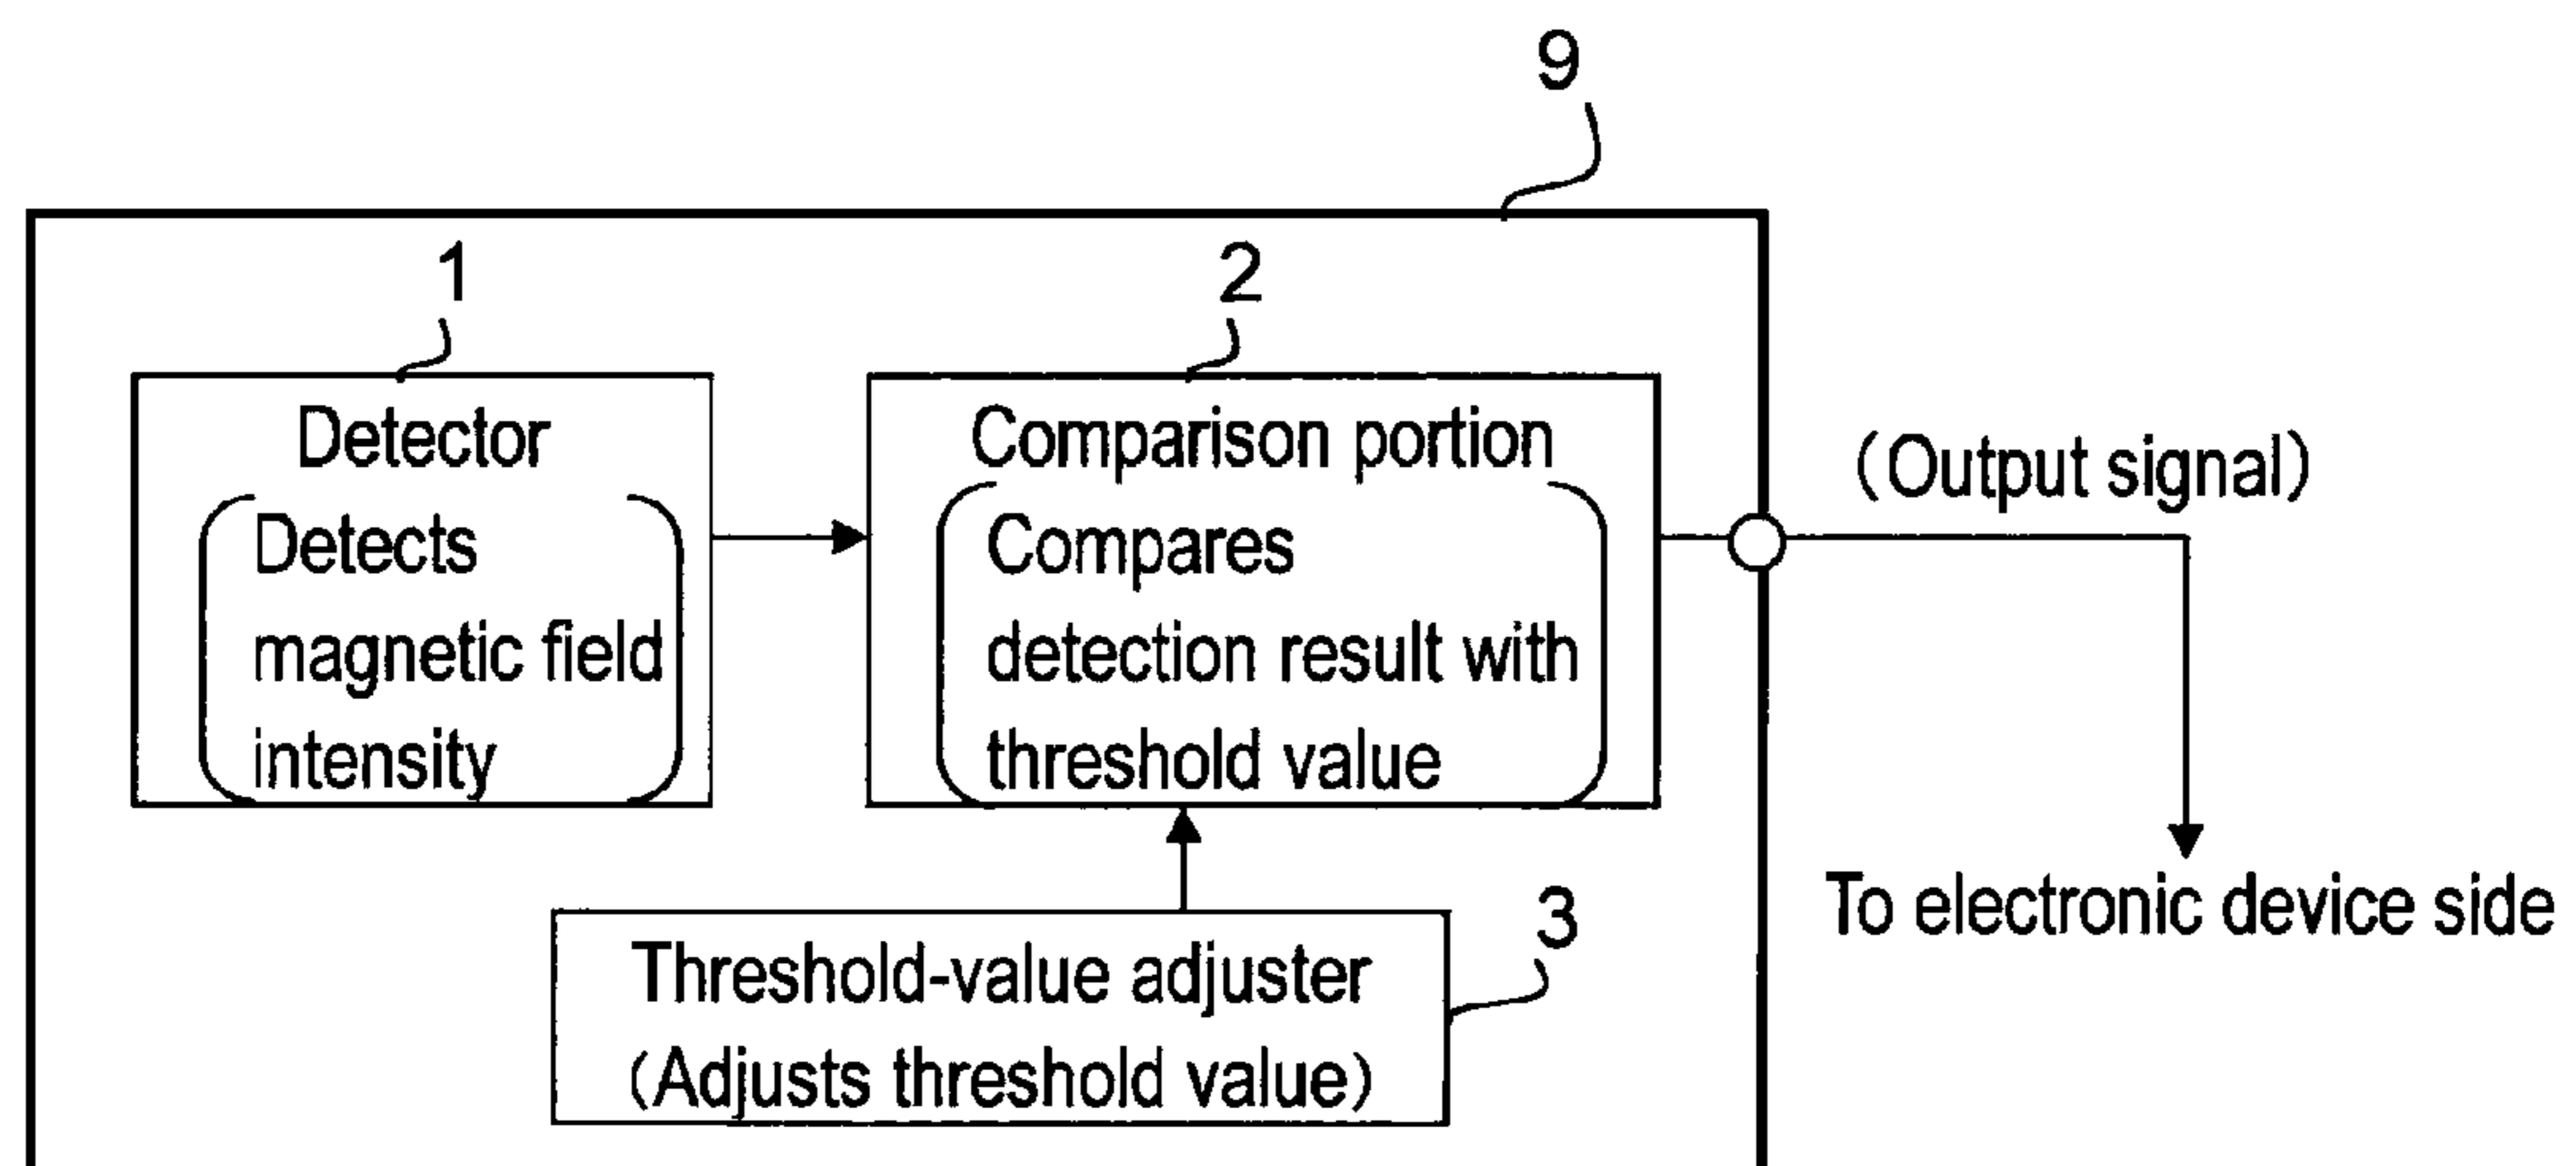 9
1
2
Detector
Detects
magnetic field
intensity
Comparison portion
Compares
detection result with
threshold value
(Output signal)
To electronic device side
3
Threshold-value adjuster
(Adjusts threshold value)